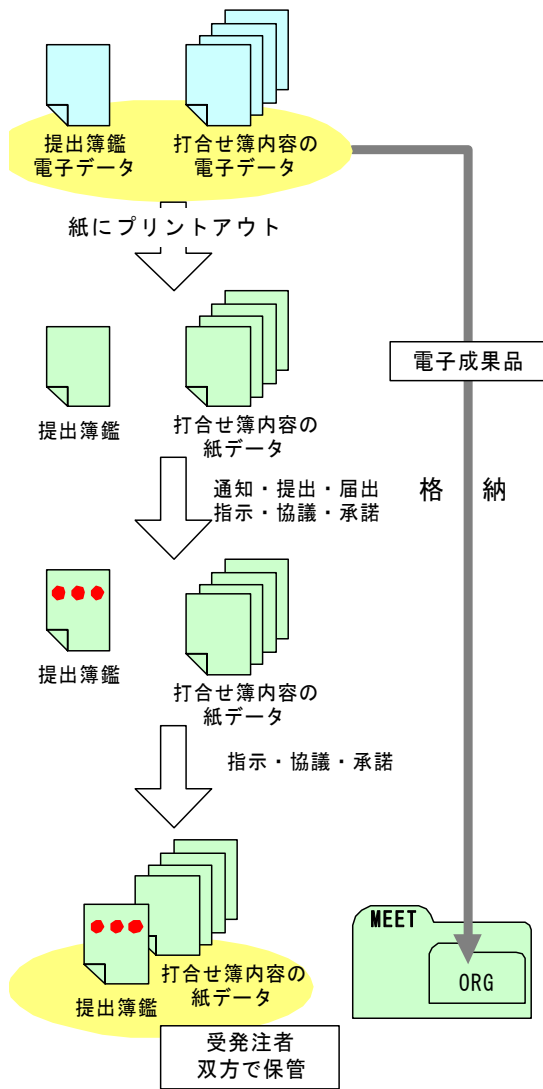 提出簿鑑
電子データ
打合せ簿内容の
電子データ
紙にプリントアウト
電子成果品
提出簿鑑
打合せ簿内容の
紙データ
通知・提出・届出
指示・協議・承諾
格 納
提出簿鑑
打合せ簿内容の
紙データ
指示・協議・承諾
MEET
ORG
打合せ簿内容の
紙データ
提出簿鑑
受発注者
双方で保管